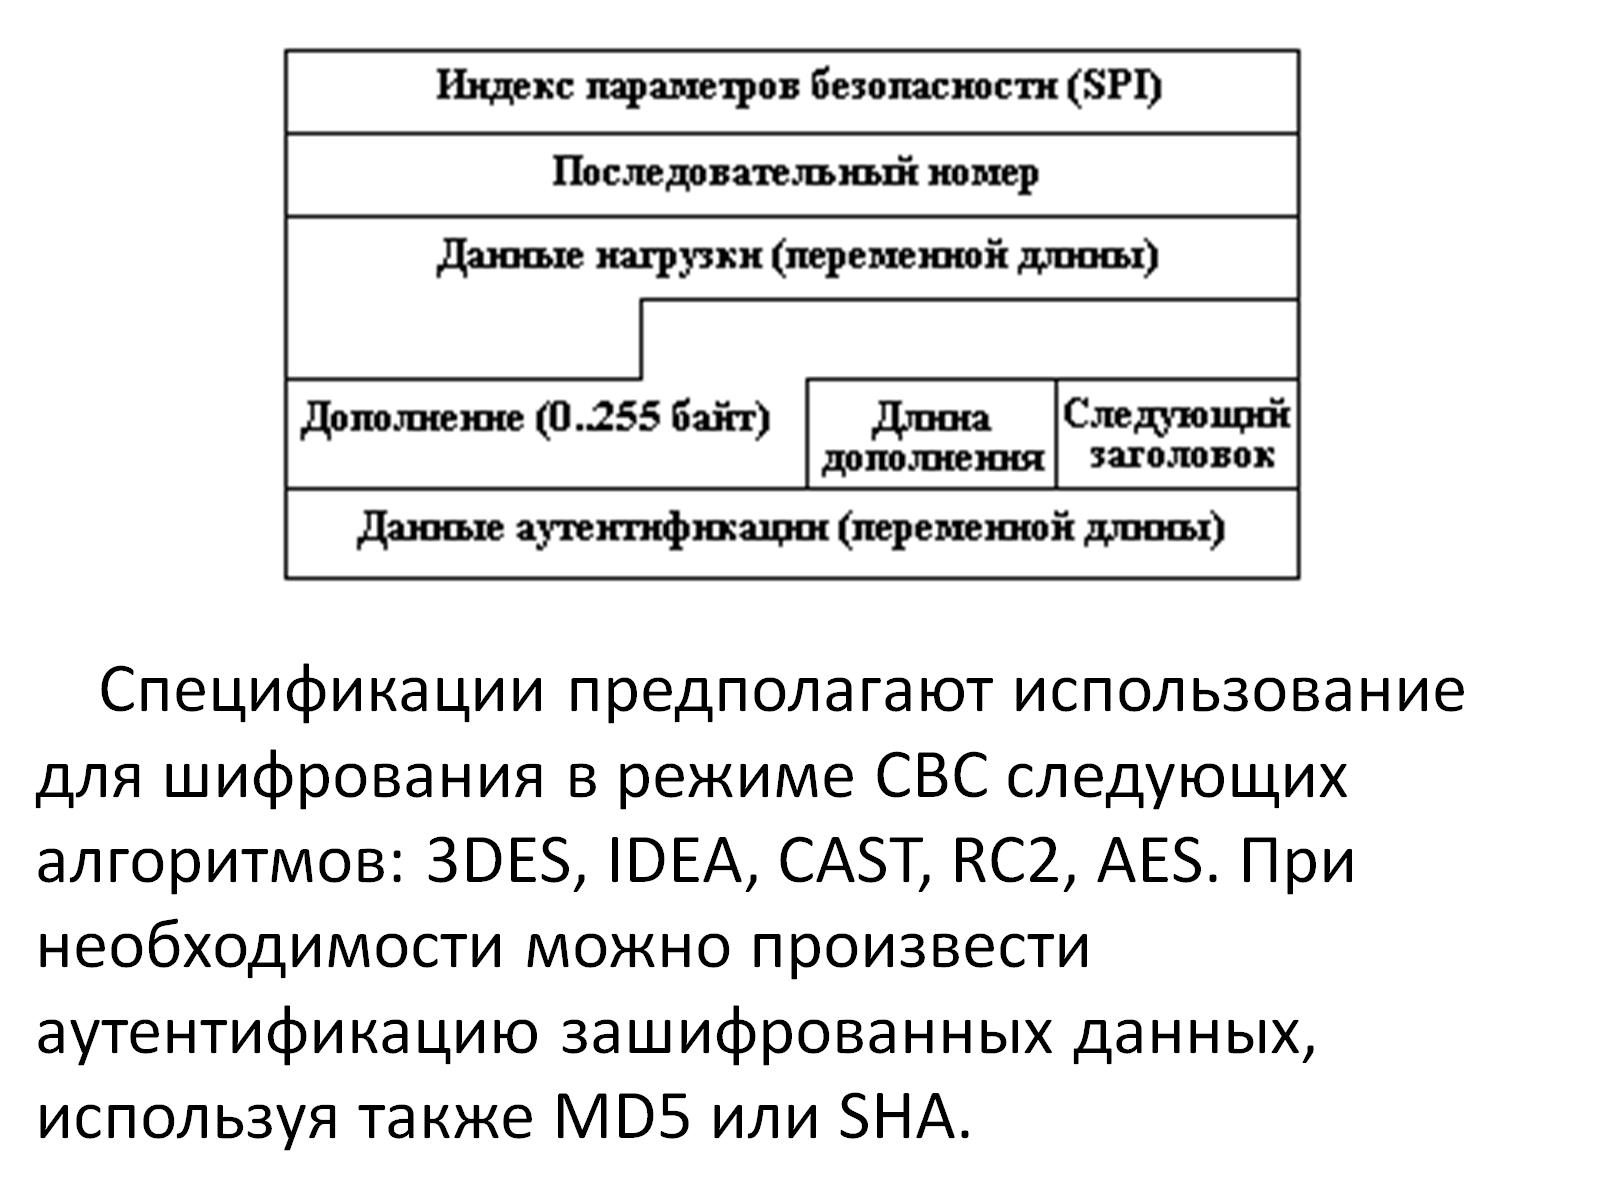 Индекс параметров безопасности (SPI)
Последовательный номер
Данные нагрузки (переменной длины)
Дополнение (0..255 байт)
Длина
дополнения
Следующий
заголовок
Данные аутентификации (переменной длины)
Спецификации предполагают использование
для шифрования в режиме CBC следующих
алгоритмов: 3DES, IDEA, CAST, RC2, AES. При
необходимости можно произвести
аутентификацию зашифрованных данных,
используя также MD5 или SHA.